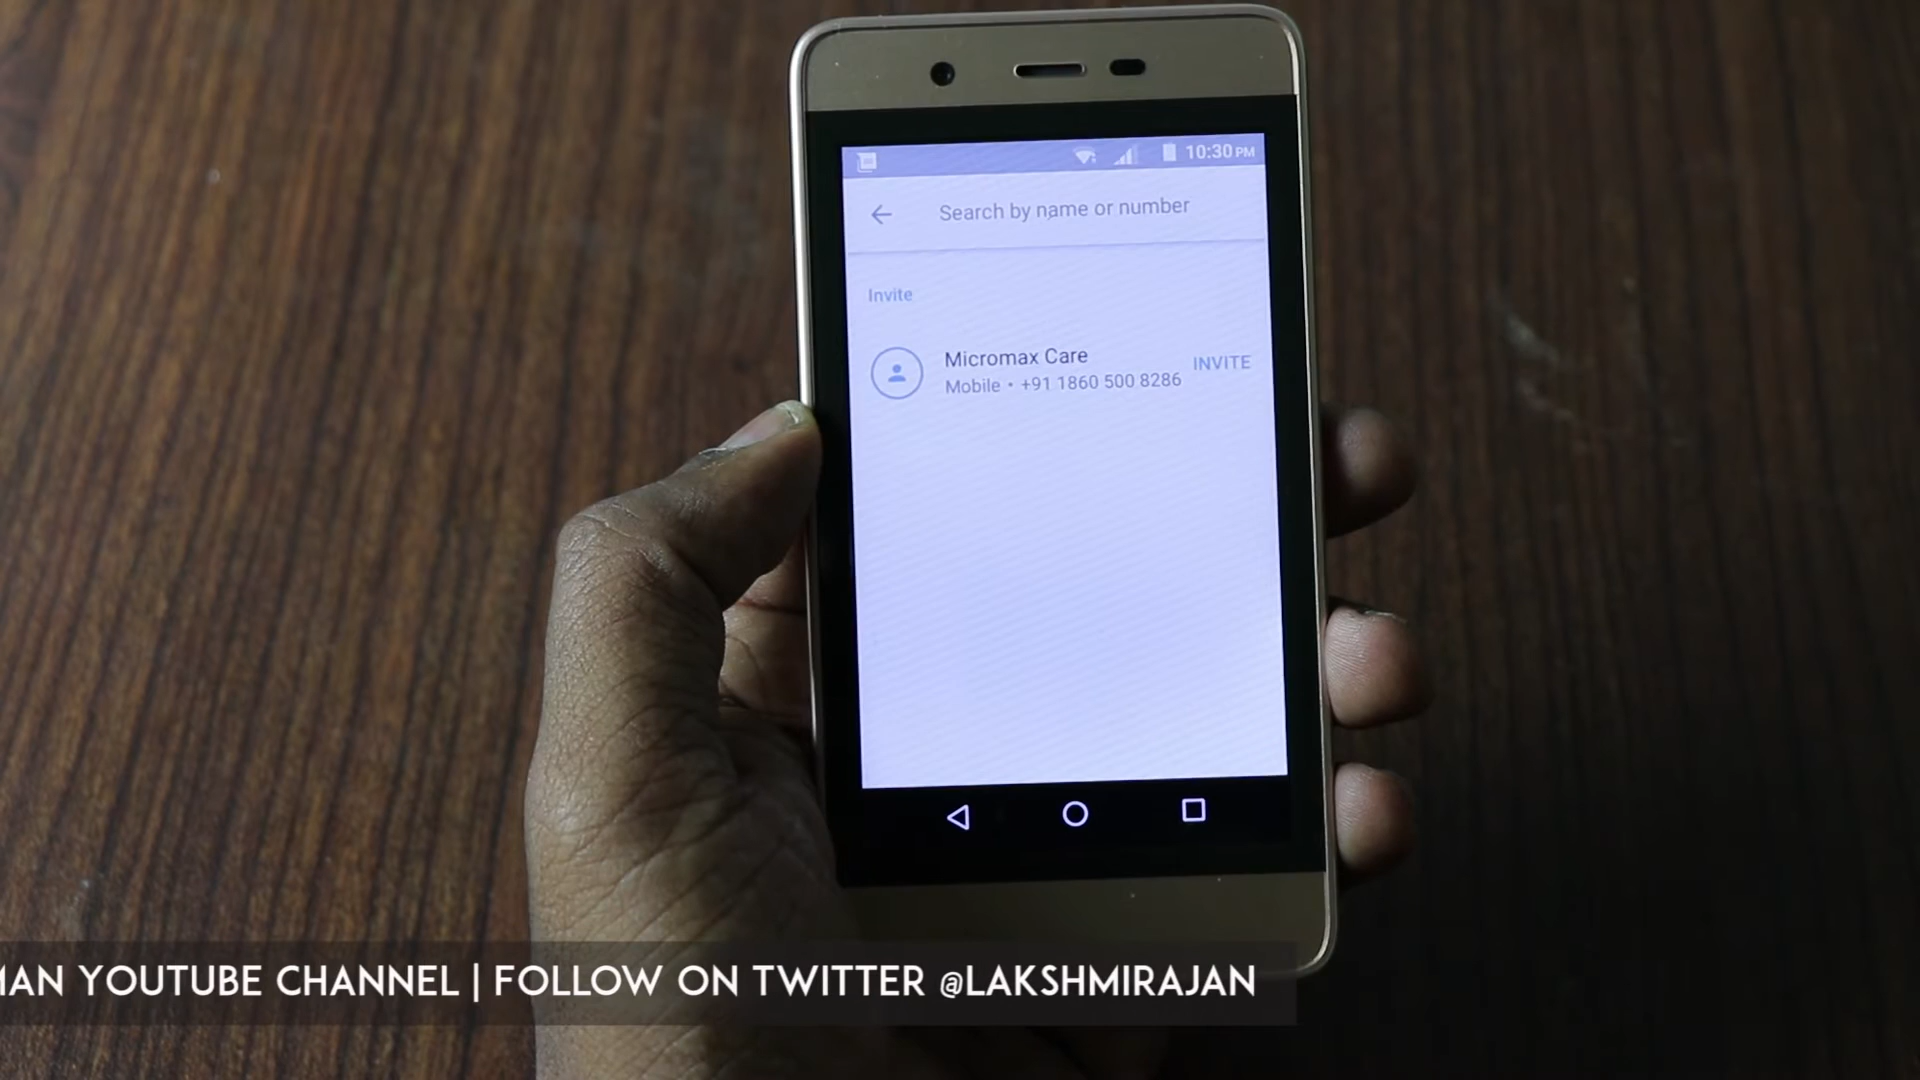 10:30 PM
Search by name or number
Invite
Micromax Care
Mobile • +91 1860 500 8286
INVITE
YOUTUBE CHANNEL | FOLLOW ON TWITTER @LAKSHMIRAJAN